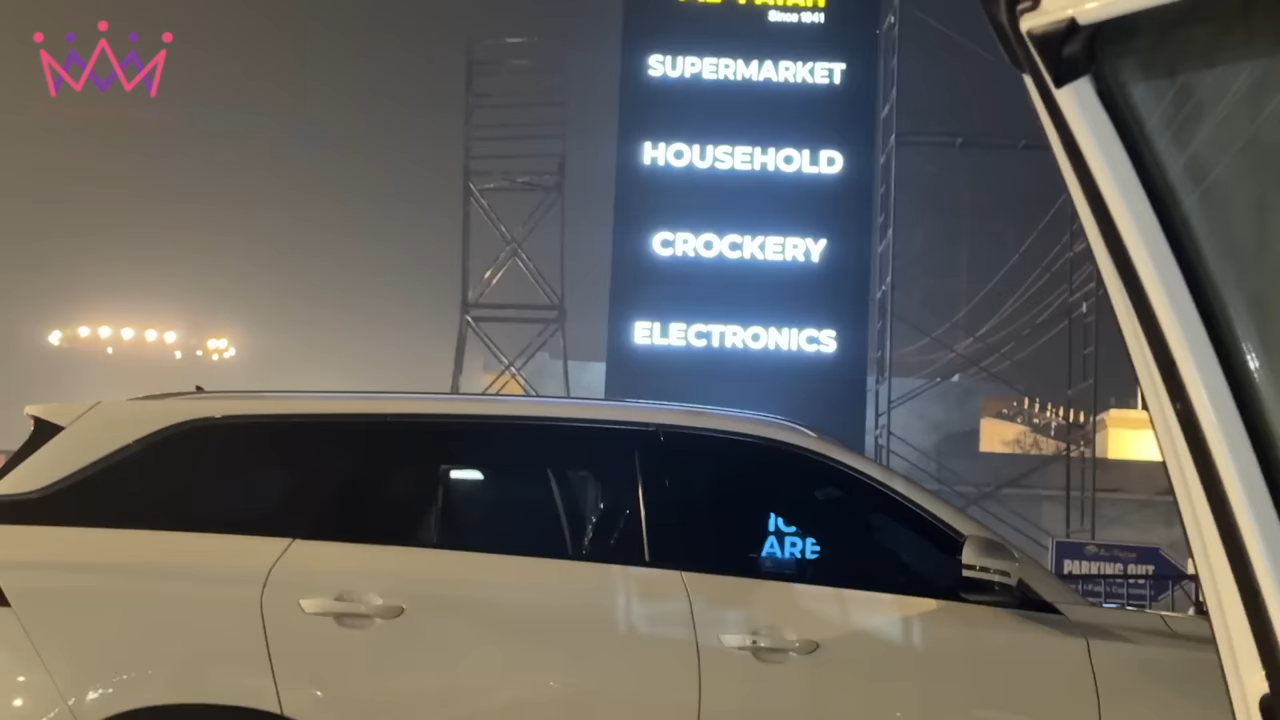 Since 1941
SUPERMARKET
HOUSEHOLD
CROCKERY
ELECTRONICS
ARE
PARKING OUT